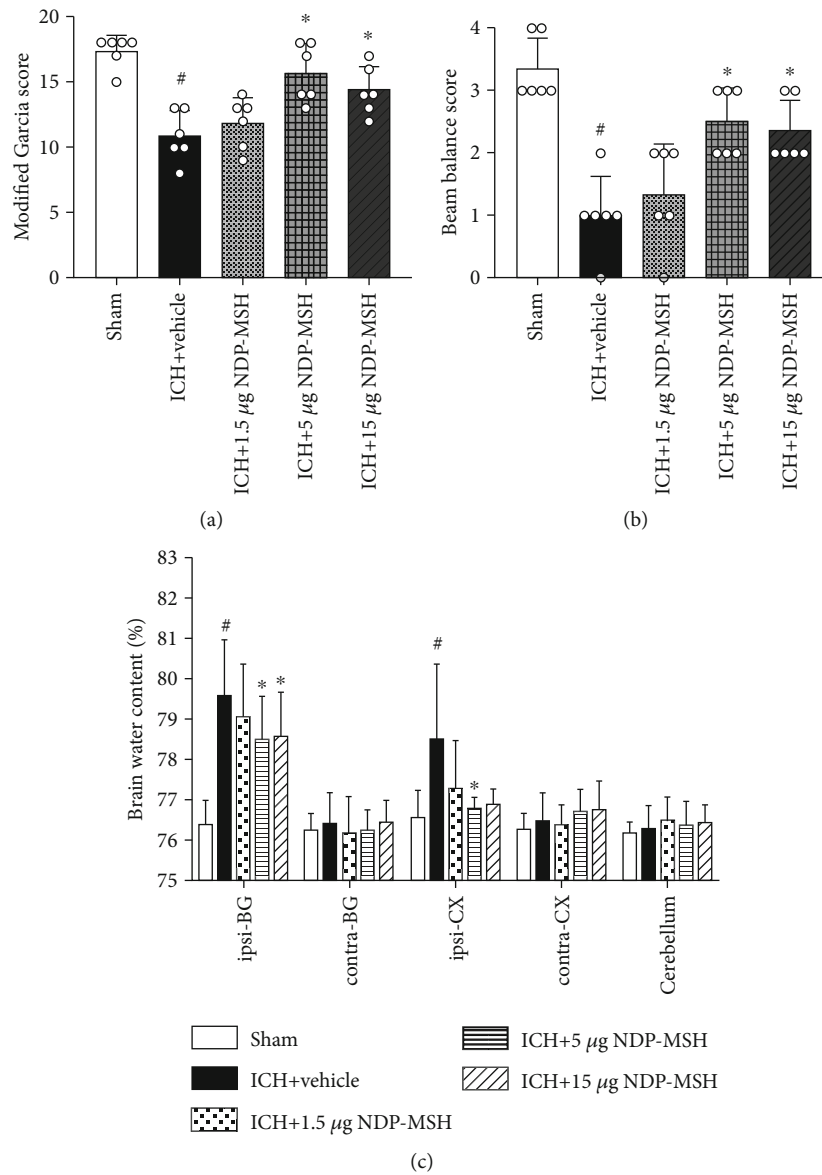 20
15
10
5
0
Modified Garcia score
#
*
*
Sham
ICH+vehicle
ICH+1.5 μg NDP-MSH
ICH+5 μg NDP-MSH
ICH+15 μg NDP-MSH
(a)
4
3
2
1
0
Beam balance score
#
*
*
Sham
ICH+vehicle
ICH+1.5 μg NDP-MSH
ICH+5 μg NDP-MSH
ICH+15 μg NDP-MSH
(b)
83
82
81
80
79
78
77
76
75
Brain water content (%)
#
*
*
#
*
ipsi-BG
contra-BG
ipsi-CX
contra-CX
Cerebellum
Sham
ICH+vehicle
ICH+1.5 μg NDP-MSH
ICH+5 μg NDP-MSH
ICH+15 μg NDP-MSH
(c)